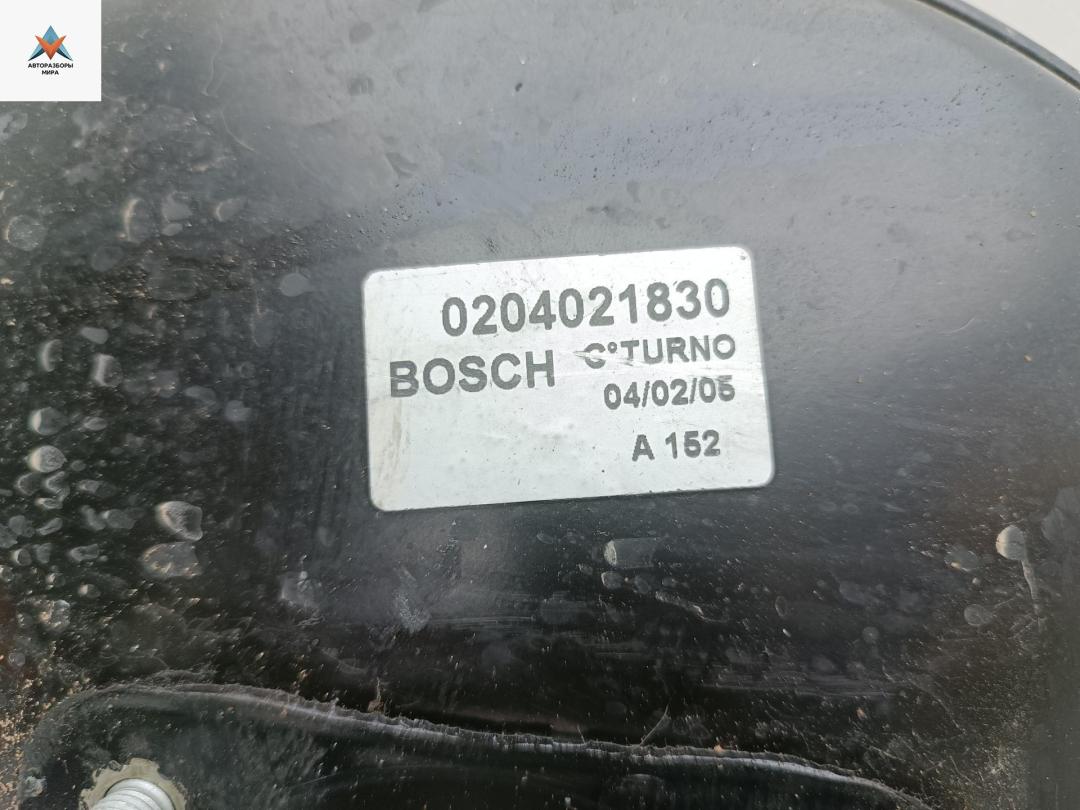 АВТОРАЗБОРЫ
МИРА
0204021830
BOSCH C°TURNO
04/02/05
A 152